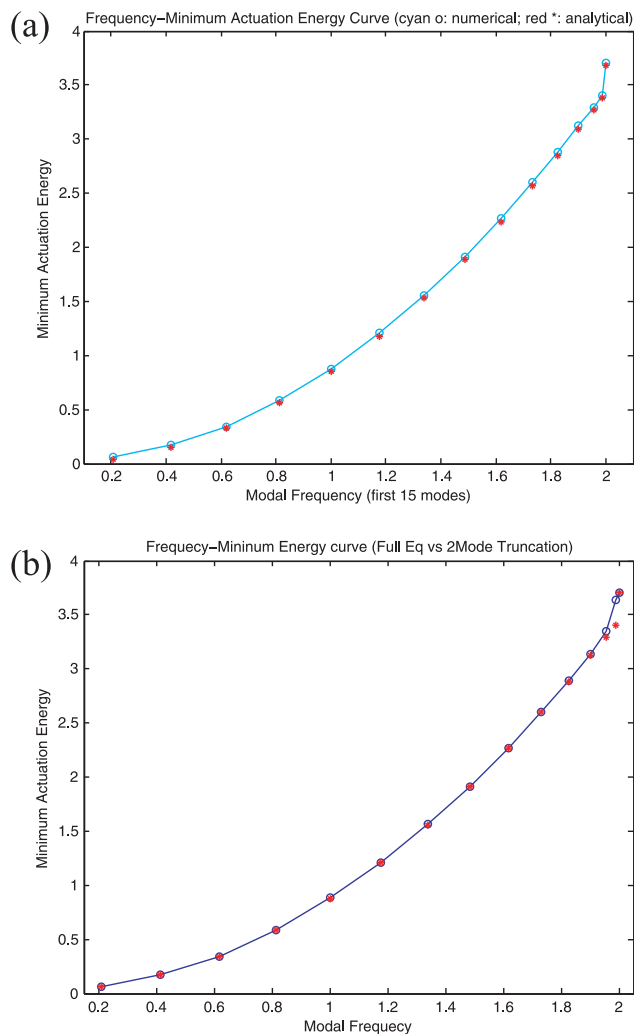 (a)
Frequency−Minimum Actuation Energy Curve (cyan o: numerical; red *: analytical)
Minimum Actuation Energy
4
3.5
3
2.5
2
1.5
1
0.5
0
0.2 0.4 0.6 0.8 1 1.2 1.4 1.6 1.8 2
Modal Frequency (first 15 modes)
(b)
Frequecy−Mininum Energy curve (Full Eq vs 2Mode Truncation)
Minimum Actuation Energy
4
3.5
3
2.5
2
1.5
1
0.5
0
0.2 0.4 0.6 0.8 1 1.2 1.4 1.6 1.8 2
Modal Frequecy